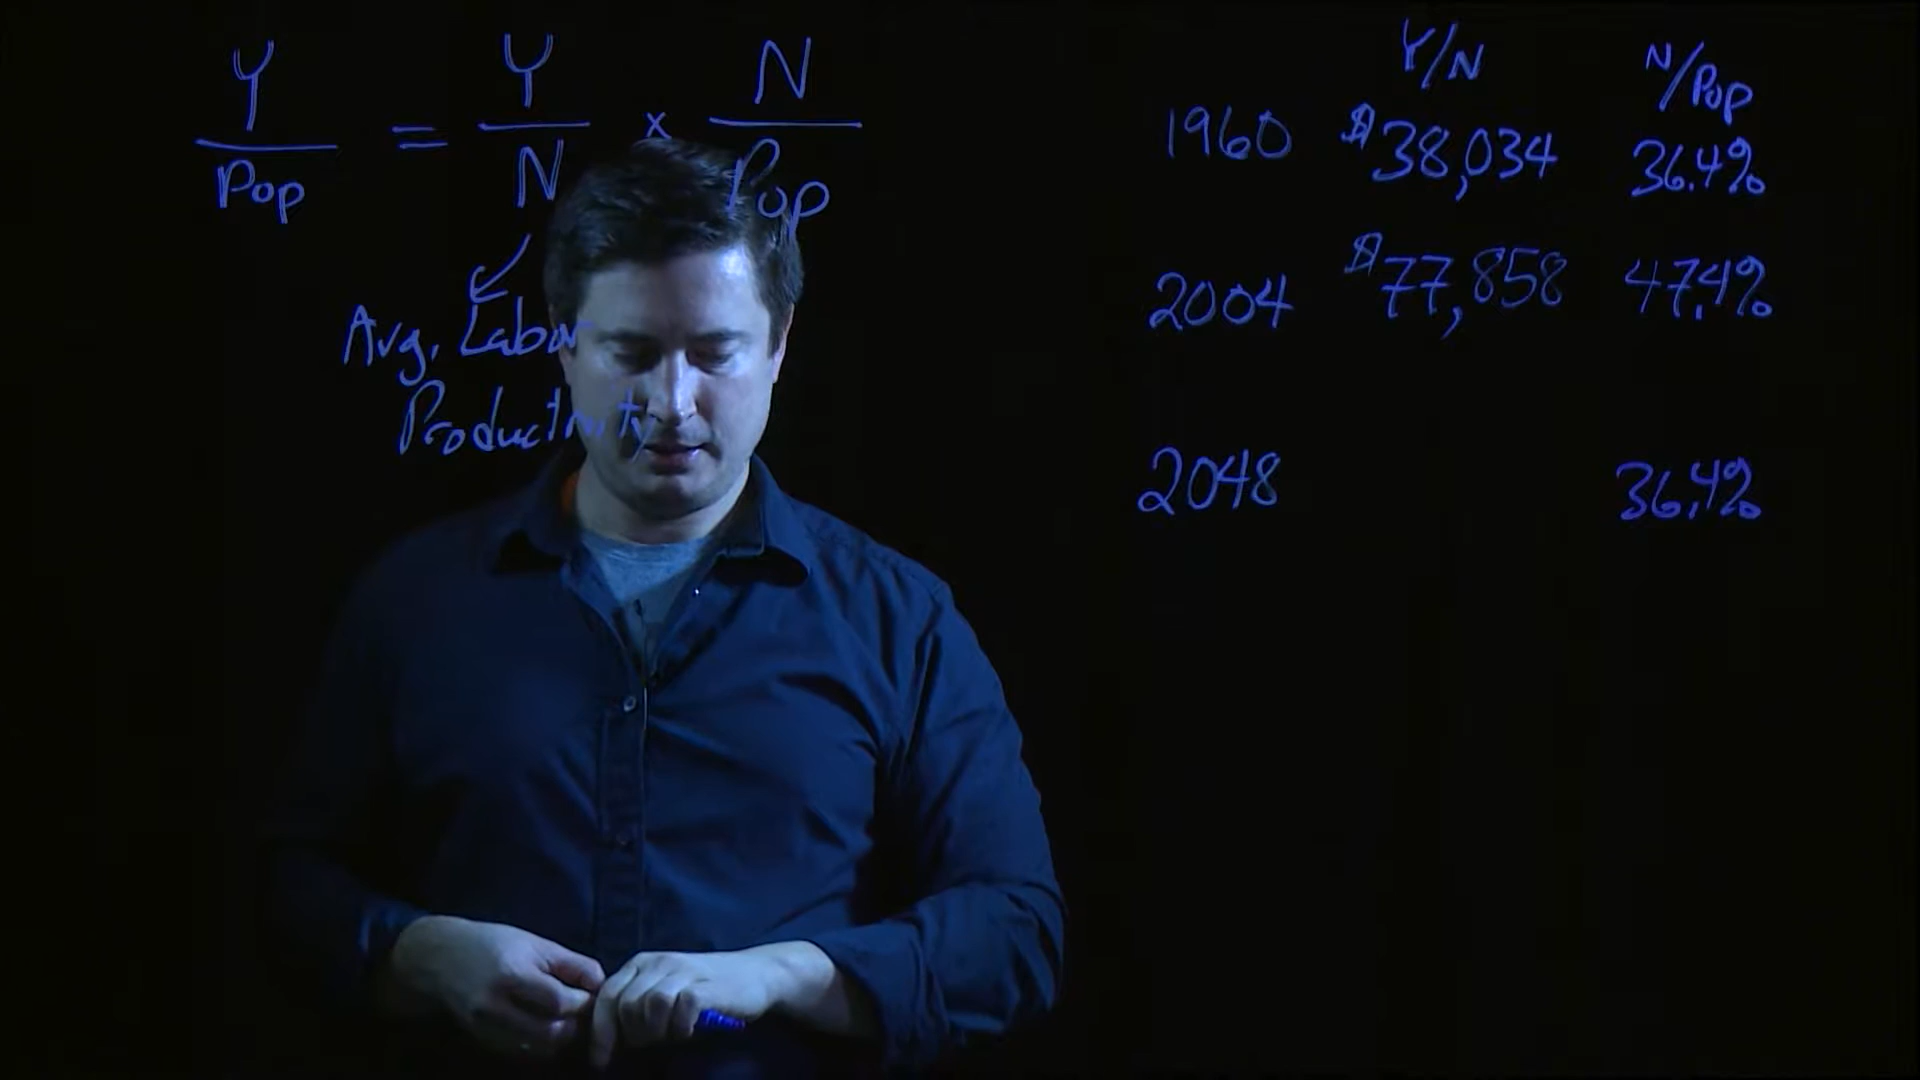 Y/Pop = Y/N × N/Pop
Avg. Labor
Productivity
Y/N N/Pop
1960 $38,034 36.4%
2004 $77,858 47.4%
2048 36.4%